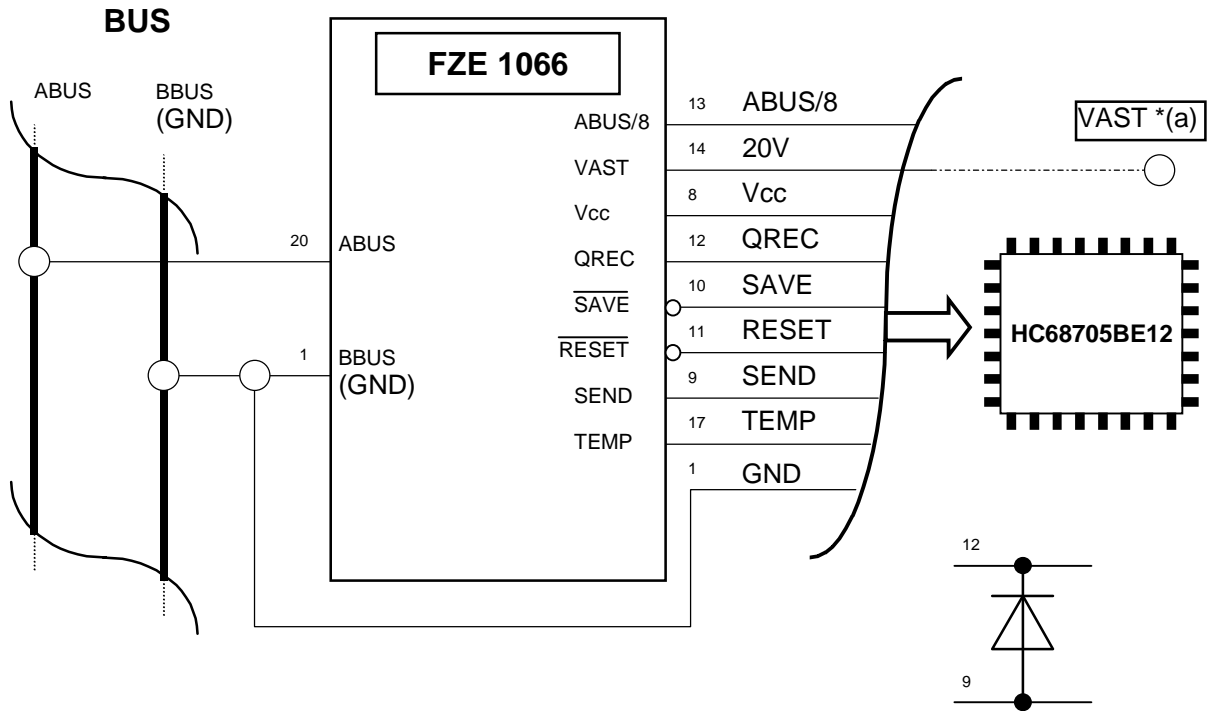 BUS
FZE 1066
ABUS
BBUS
(GND)
ABUS/8
VAST
Vcc
QREC
SAVE
RESET
SEND
TEMP
20 ABUS
1 BBUS
(GND)
13 ABUS/8
14 20V
8 Vcc
12 QREC
10 SAVE
11 RESET
9 SEND
17 TEMP
1 GND
VAST *(a)
HC68705BE12
12
9